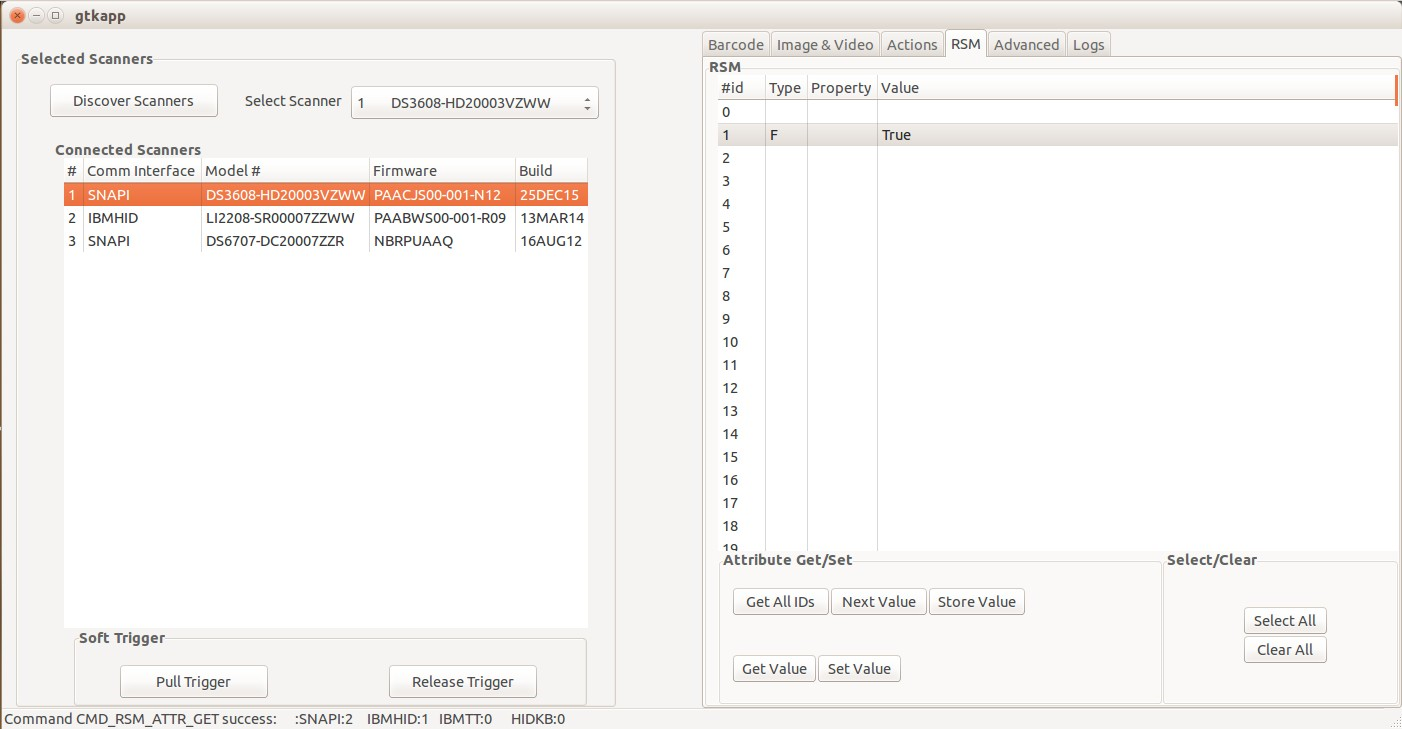 gtkapp
Selected Scanners
Discover Scanners Select Scanner 1 DS3608-HD20003VZWW
Connected Scanners
# Comm Interface Model # Firmware Build
1 SNAPI DS3608-HD20003VZWW PAACJS00-001-N12 25DEC15
2 IBMHID LI2208-SR00007ZZWW PAABWS00-001-R09 13MAR14
3 SNAPI DS6707-DC20007ZZR NBRPUAAQ 16AUG12
Soft Trigger
Pull Trigger Release Trigger
Barcode Image & Video Actions RSM Advanced Logs
RSM
#id Type Property Value
0
1 F True
2
3
4
5
6
7
8
9
10
11
12
13
14
15
16
17
18
19
Attribute Get/Set
Get All IDs Next Value Store Value
Get Value Set Value
Select/Clear
Select All
Clear All
Command CMD_RSM_ATTR_GET success: :SNAPI:2 IBMHID:1 IBMTT:0 HIDKB:0